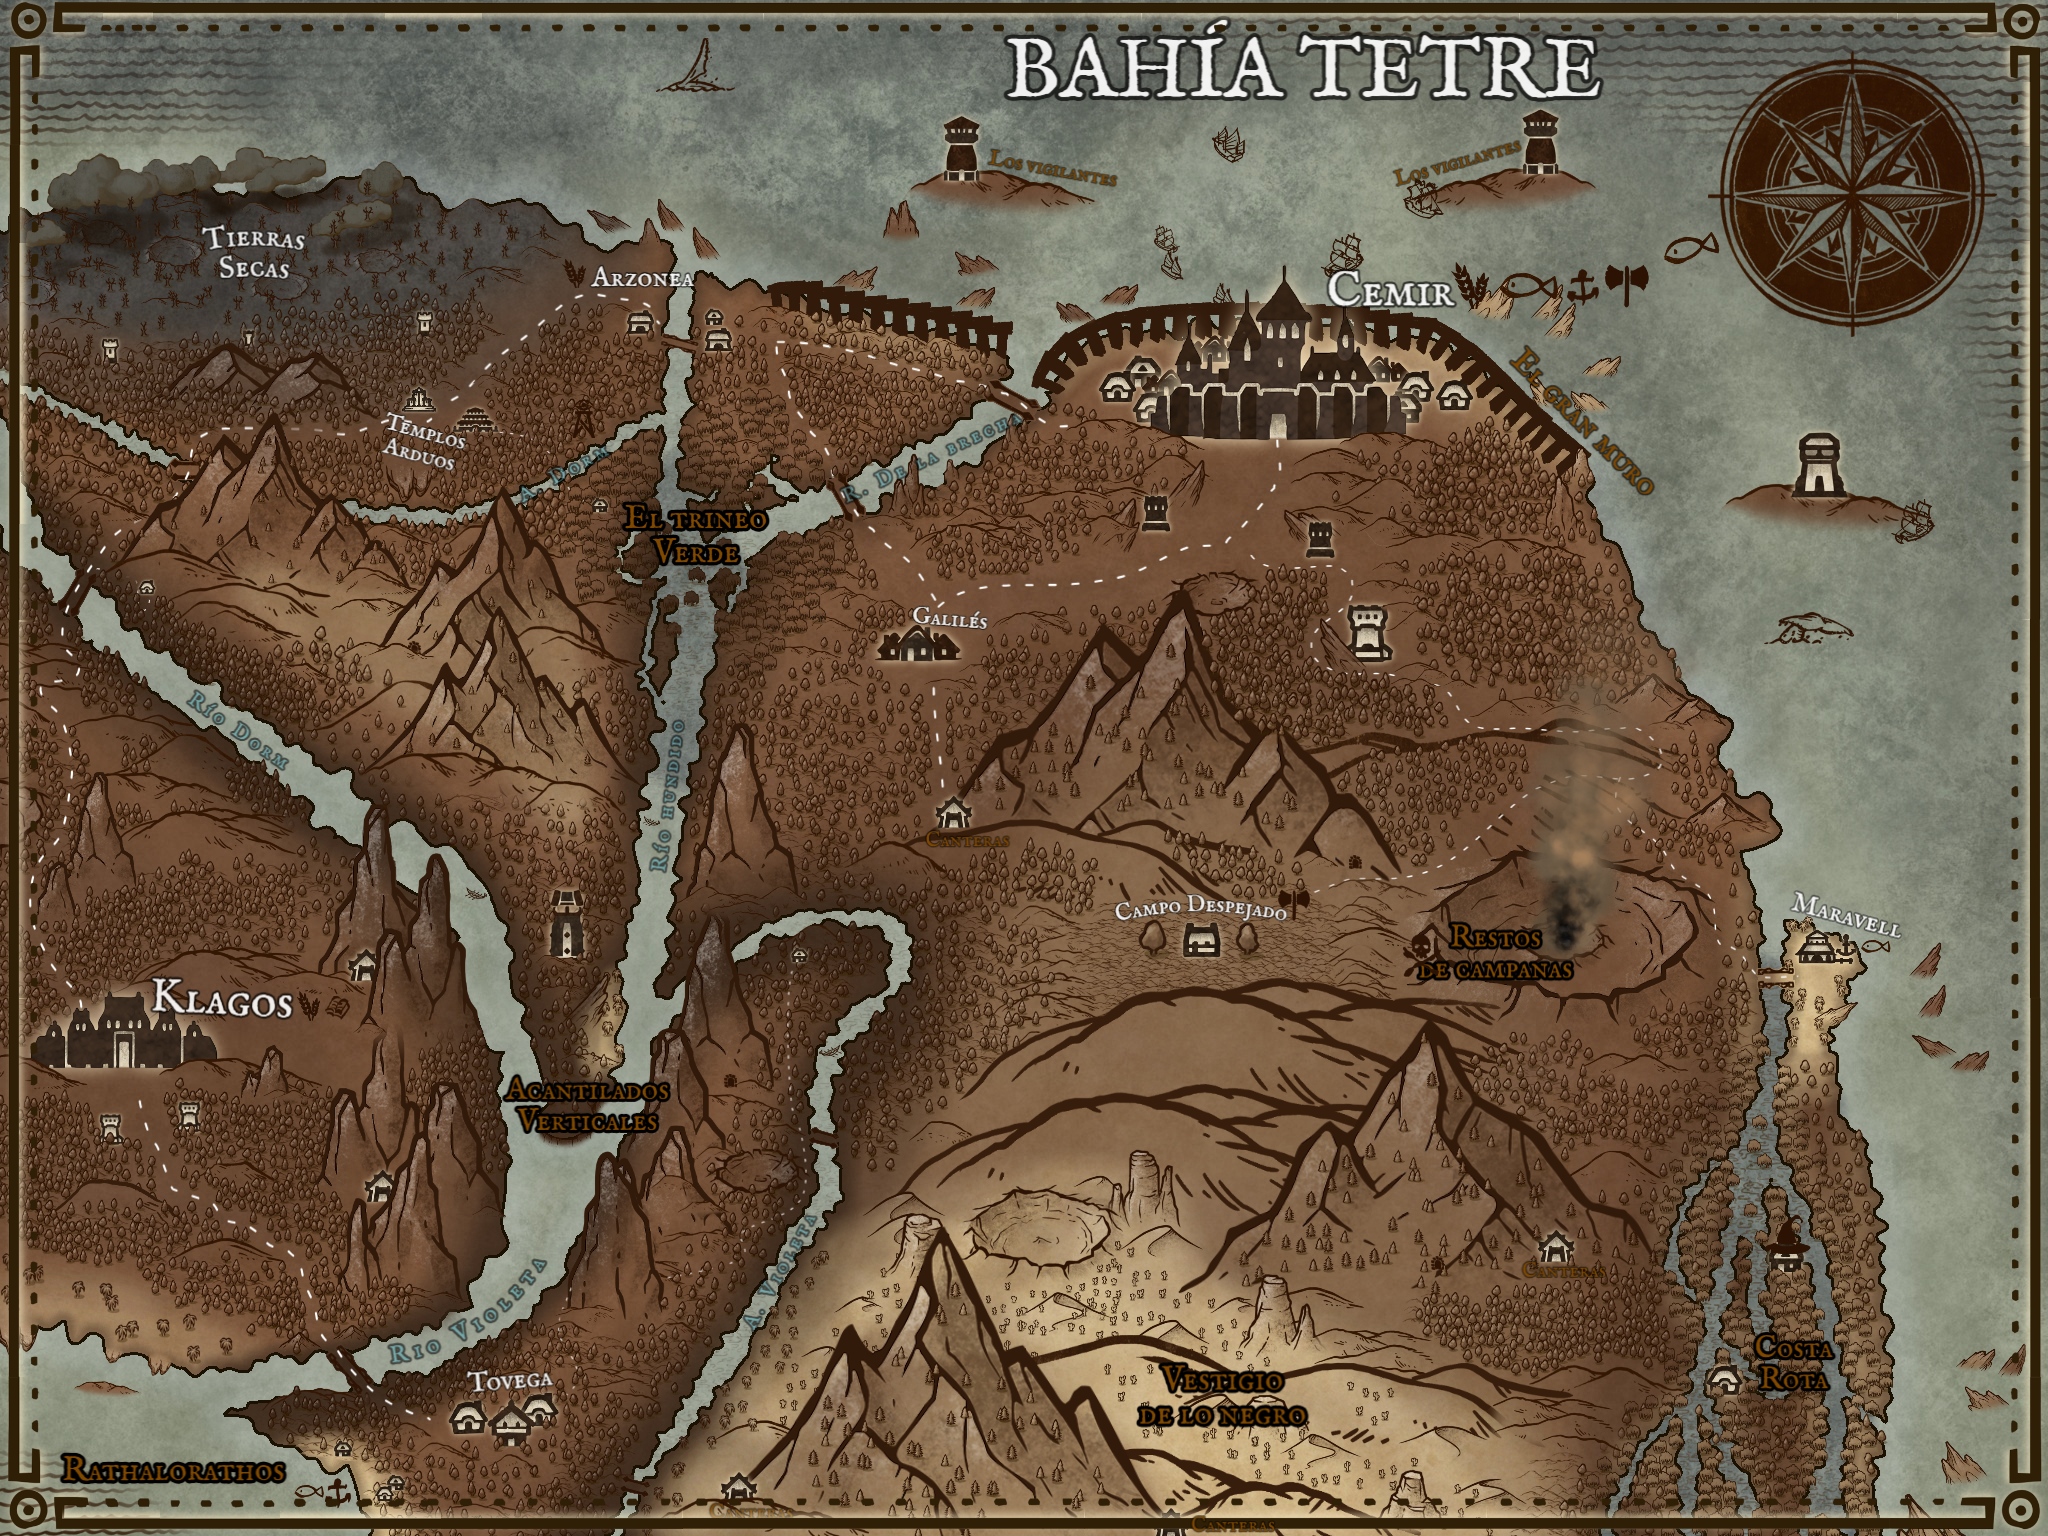 BAHÍA TETRE
Los vigilantes
Los vigilantes
Tierras
Secas
Arzonea
Cemir
El gran muro
Templos
Arduos
A. Dorm
R. De la brecha
El trineo
Verde
Galilés
Río Dorm
Río hundido
Canteras
Campo Despejado
Restos
de campanas
Maravell
Klagos
Acantilados
Verticales
A. Violeta
Rio Violeta
Canteras
Costa
Rota
Tovega
Vestigio
de lo negro
Rathalorathos
Canteras
Canteras